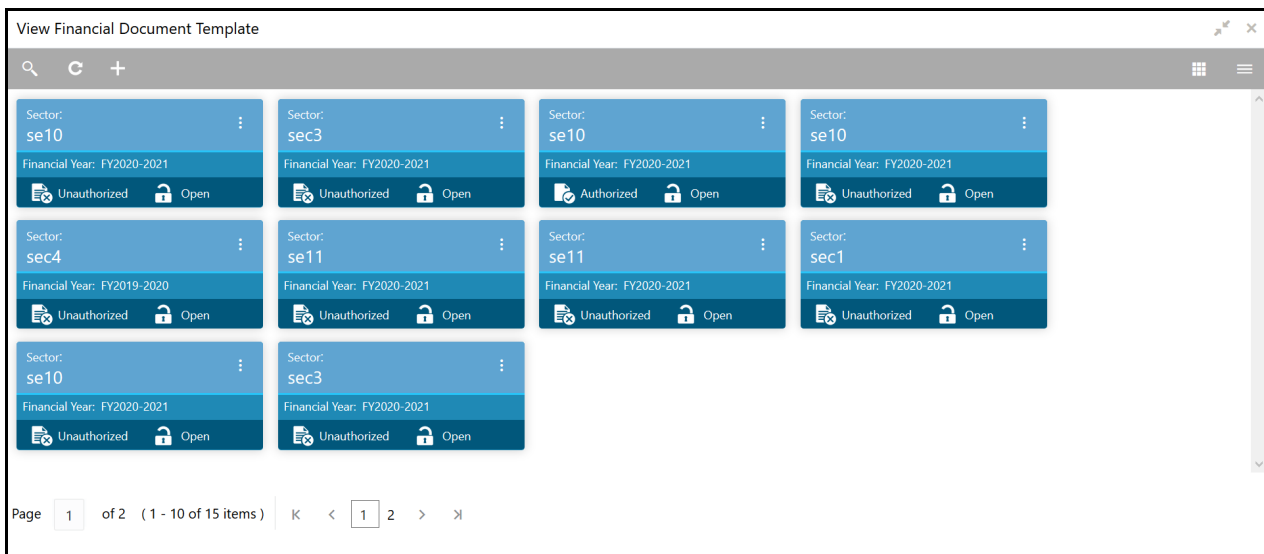 View Financial Document Template
Sector: Sector: Sector: Sector:
se10 sec3 se10 se10
Financial Year: FY2020-2021 Financial Year: FY2020-2021 Financial Year: FY2020-2021 Financial Year: FY2020-2021
Unauthorized Open Unauthorized Open Authorized Open Unauthorized Open
Sector: Sector: Sector: Sector:
sec4 se11 se11 sec1
Financial Year: FY2019-2020 Financial Year: FY2020-2021 Financial Year: FY2020-2021 Financial Year: FY2020-2021
Unauthorized Open Unauthorized Open Unauthorized Open Unauthorized Open
Sector: Sector:
se10 sec3
Financial Year: FY2020-2021 Financial Year: FY2020-2021
Unauthorized Open Unauthorized Open
Page 1 of 2 ( 1 - 10 of 15 items ) 1 2